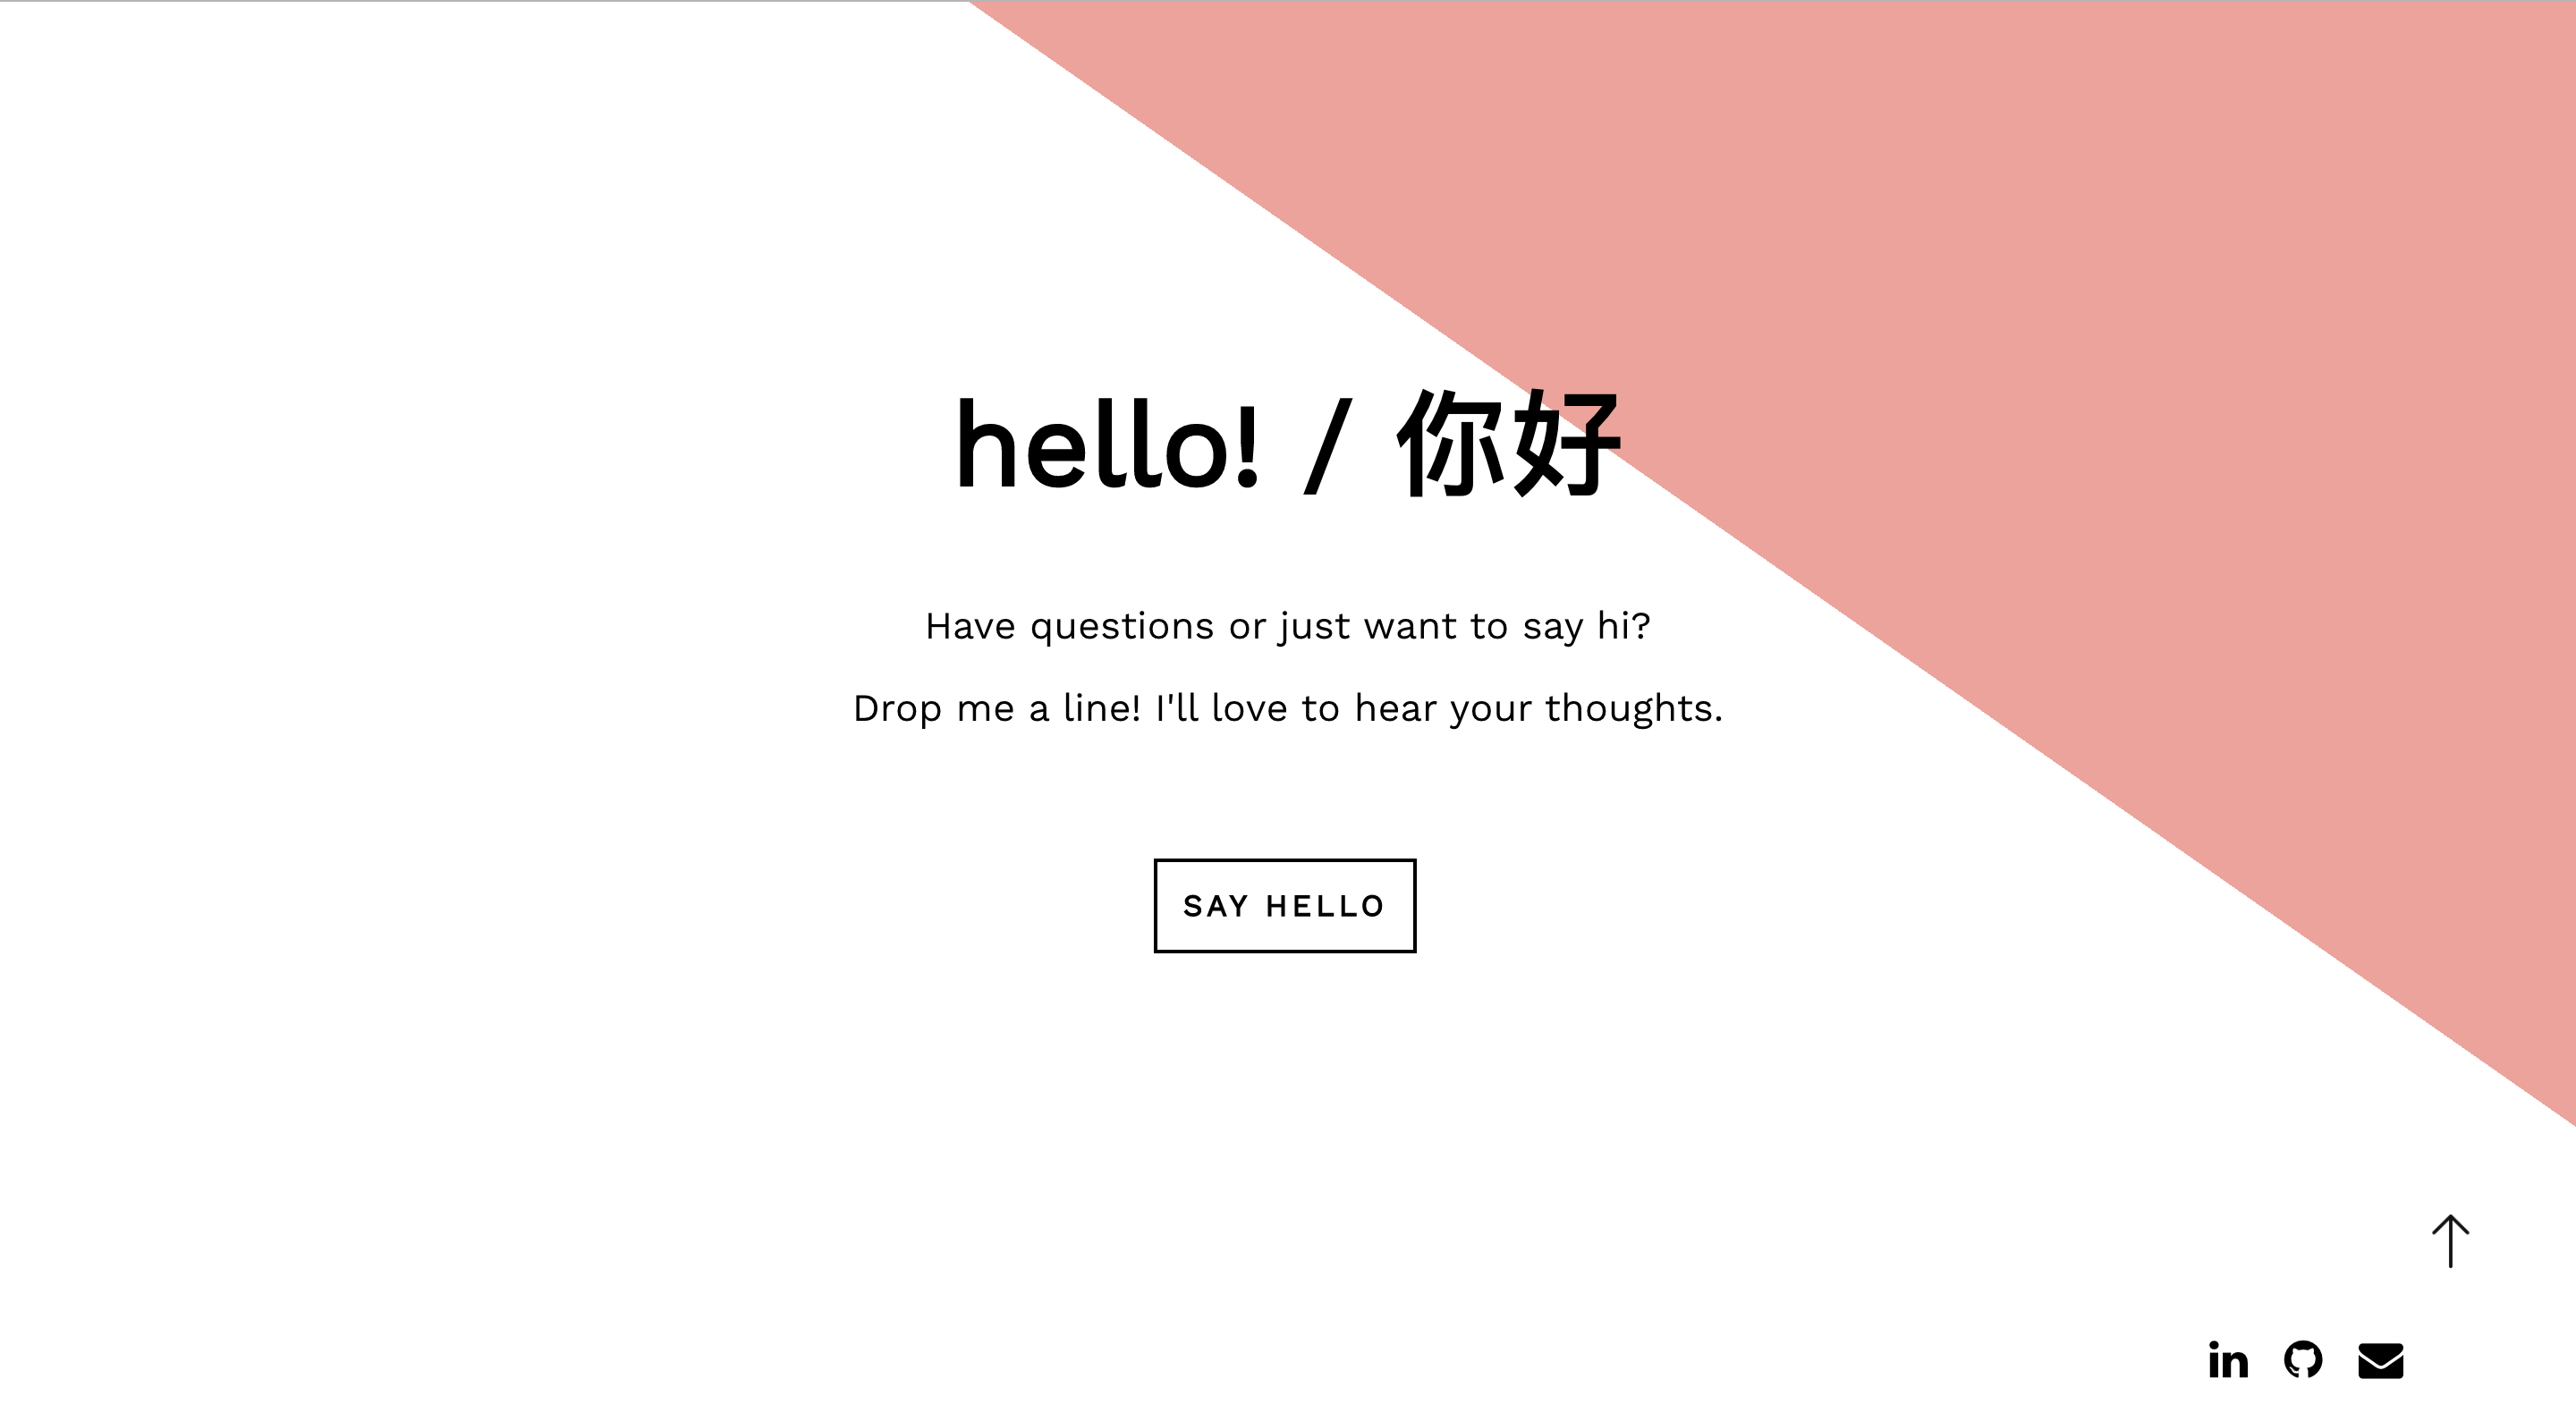 hello! / 你好
Have questions or just want to say hi?
Drop me a line! I'll love to hear your thoughts.
SAY HELLO
in